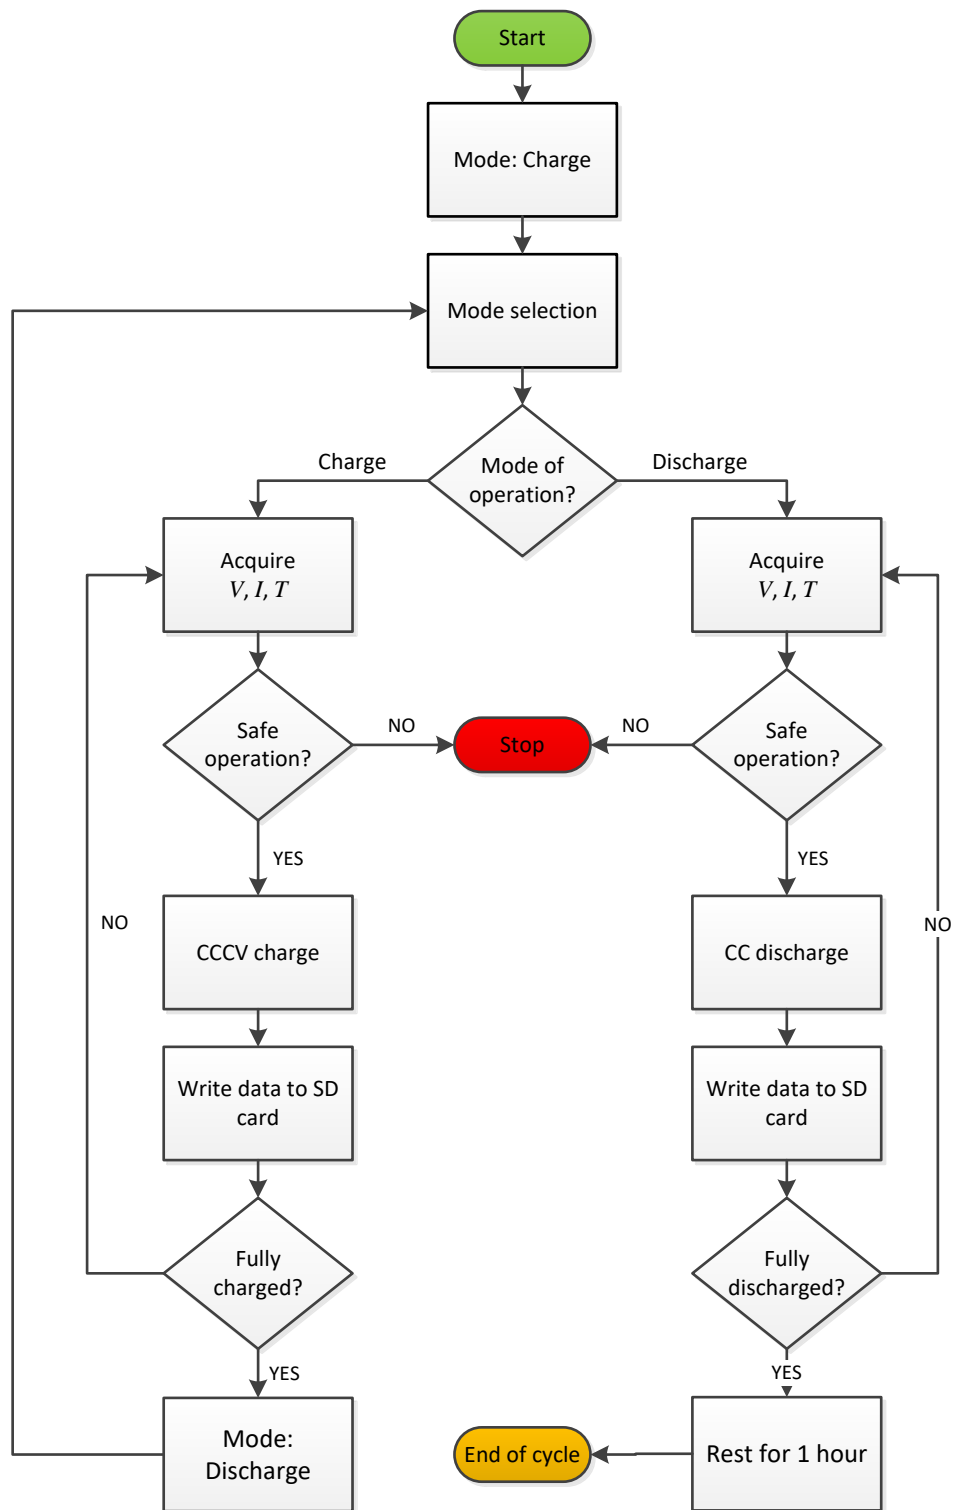 Start
Mode: Charge
Mode selection
Charge
Mode of
operation?
Discharge
Acquire
V, I, T
Acquire
V, I, T
Safe
operation?
NO
Stop
NO
Safe
operation?
YES
YES
NO
CCCV charge
CC discharge
NO
Write data to SD
card
Write data to SD
card
Fully
charged?
Fully
discharged?
YES
YES
Mode:
Discharge
End of cycle
Rest for 1 hour